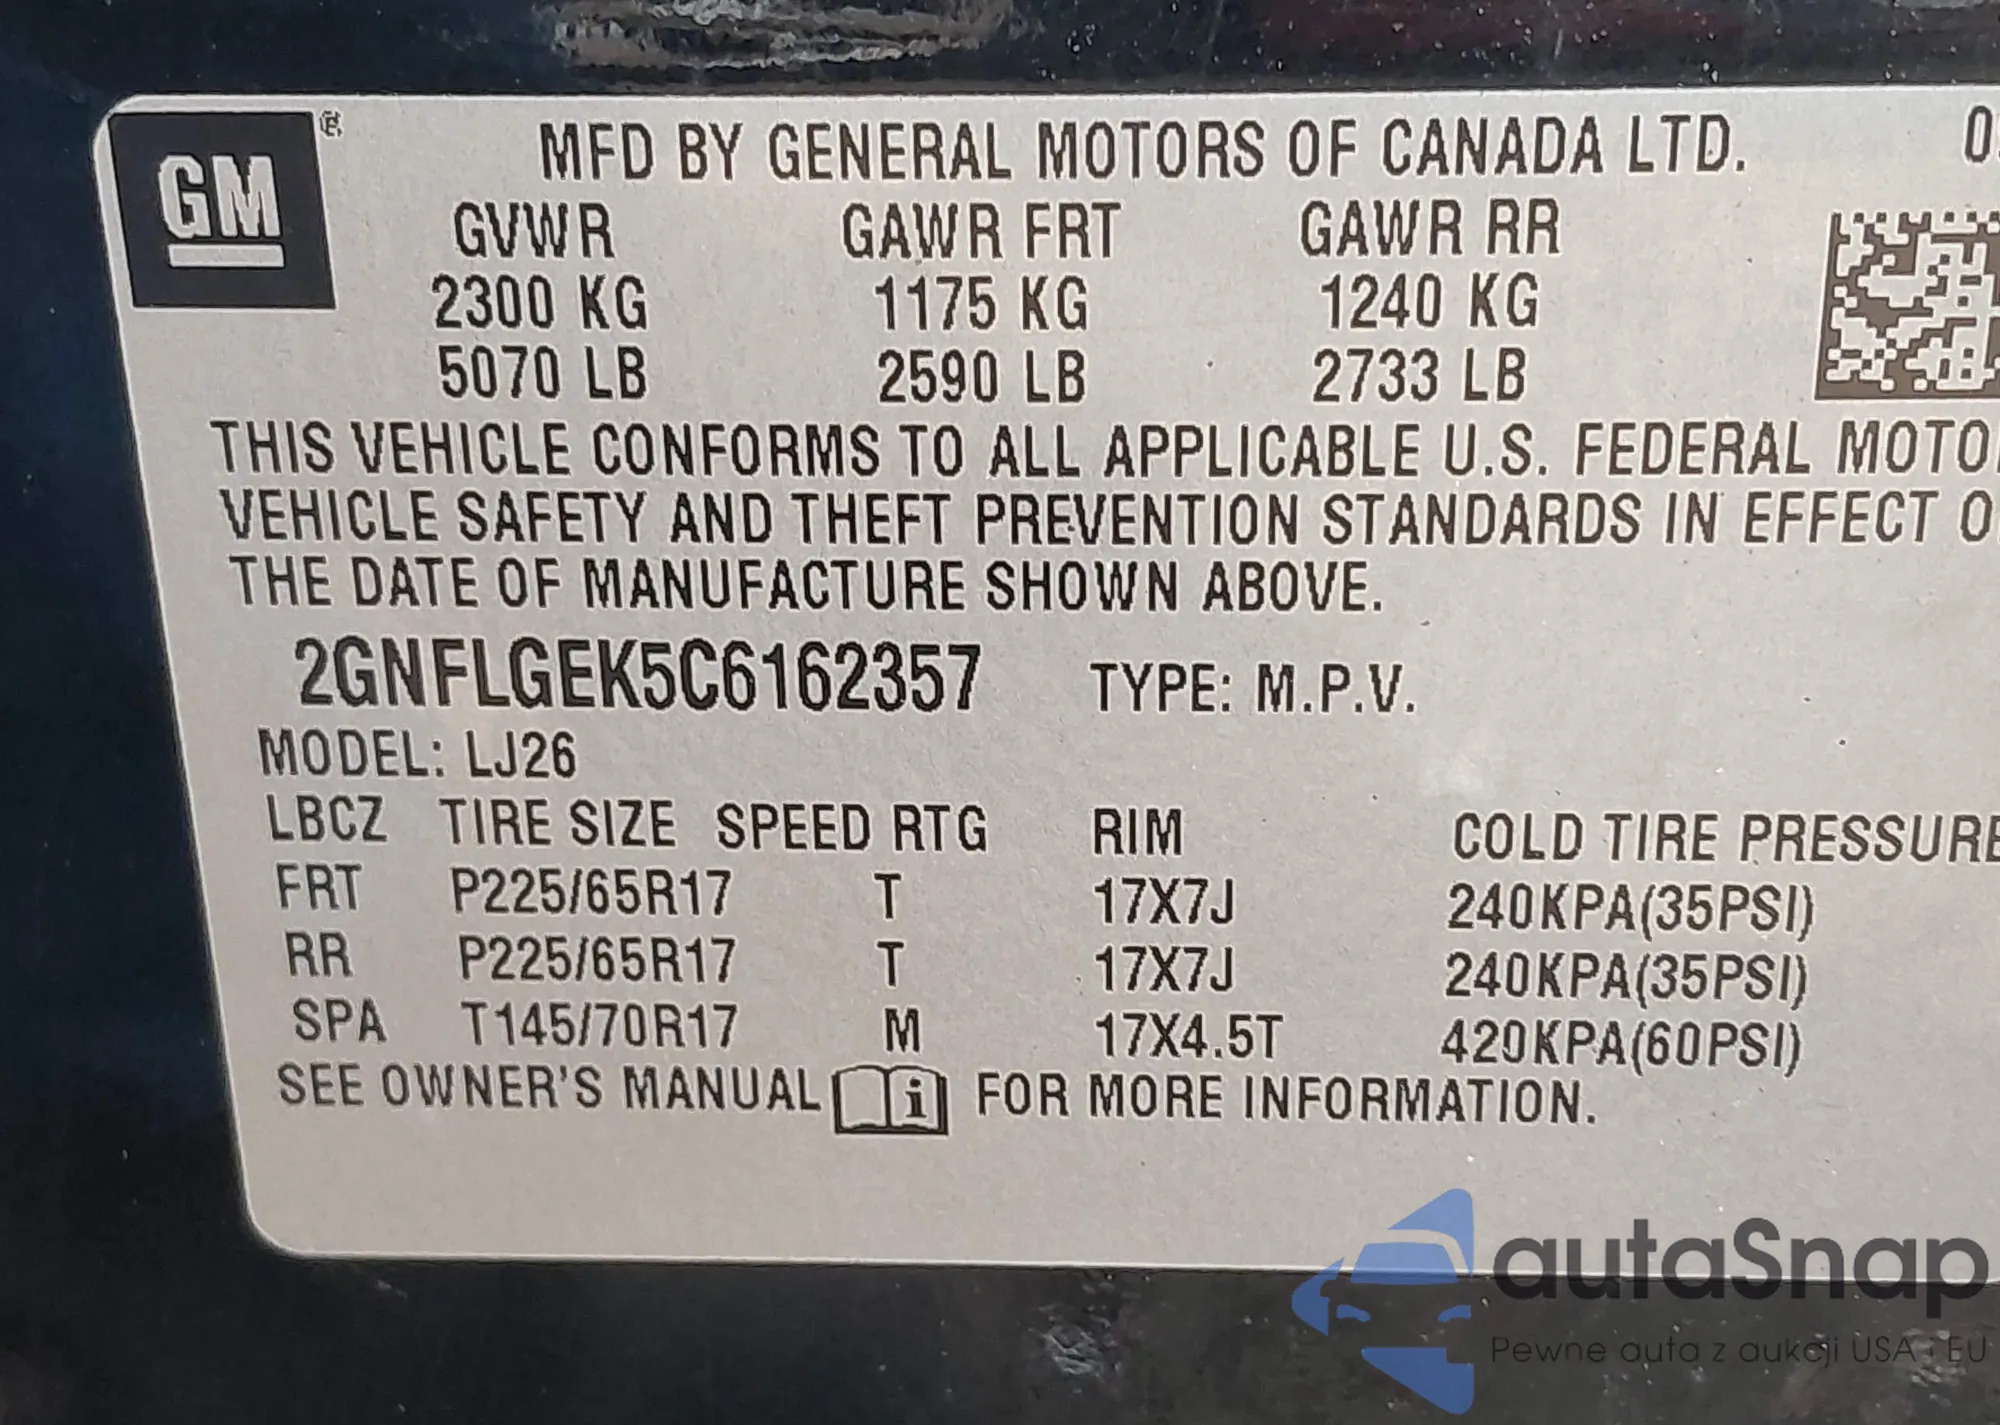 GM ®
MFD BY GENERAL MOTORS OF CANADA LTD. 0
GVWR GAWR FRT GAWR RR
2300 KG 1175 KG 1240 KG
5070 LB 2590 LB 2733 LB
THIS VEHICLE CONFORMS TO ALL APPLICABLE U.S. FEDERAL MOTO
VEHICLE SAFETY AND THEFT PREVENTION STANDARDS IN EFFECT O
THE DATE OF MANUFACTURE SHOWN ABOVE.
2GNFLGEK5C6162357 TYPE: M.P.V.
MODEL: LJ26
LBCZ TIRE SIZE SPEED RTG RIM COLD TIRE PRESSURE
FRT P225/65R17 T 17X7J 240KPA(35PSI)
RR P225/65R17 T 17X7J 240KPA(35PSI)
SPA T145/70R17 M 17X4.5T 420KPA(60PSI)
SEE OWNER'S MANUAL i FOR MORE INFORMATION.
autaSnap
Pewne auta z aukcji USA i EU